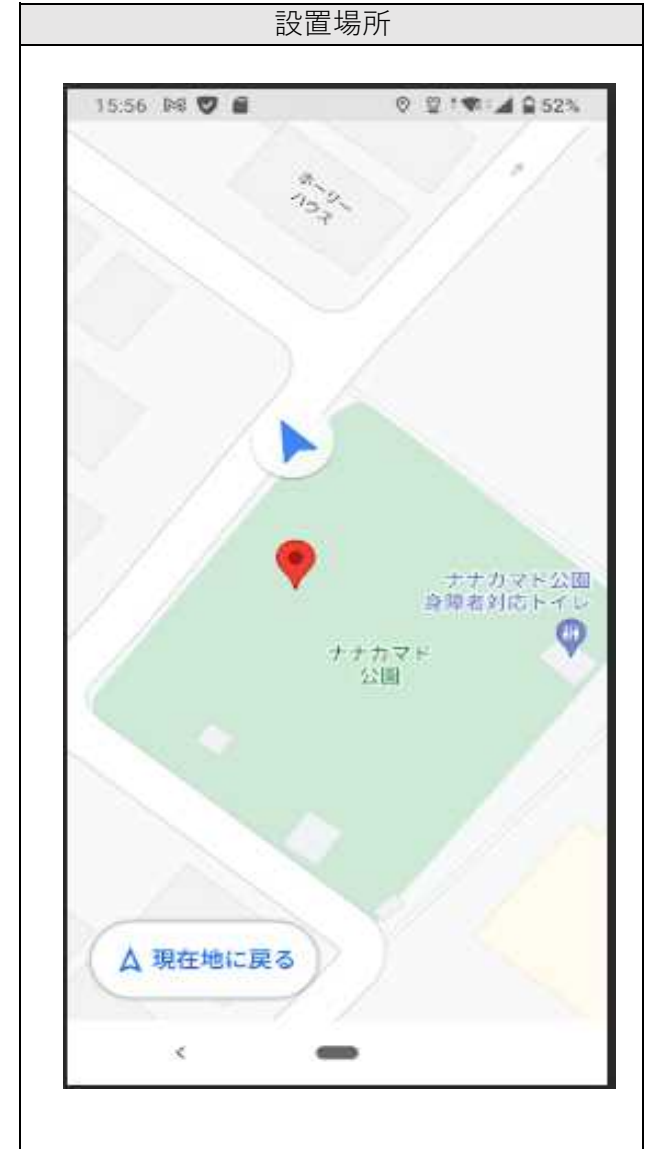 設置場所
15:56
52%
ホーリー
ハウス
ナナカマド公園
身障者対応トイレ
ナナカマド
公園
現在地に戻る